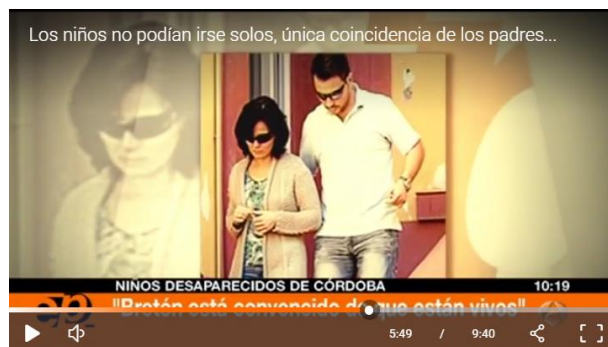 Los niños no podían irse solos, única coincidencia de los padres...
NIÑOS DESAPARECIDOS DE CÓRDOBA
10:19
"Bretón está convencido de que están vivos"
5:49 / 9:40